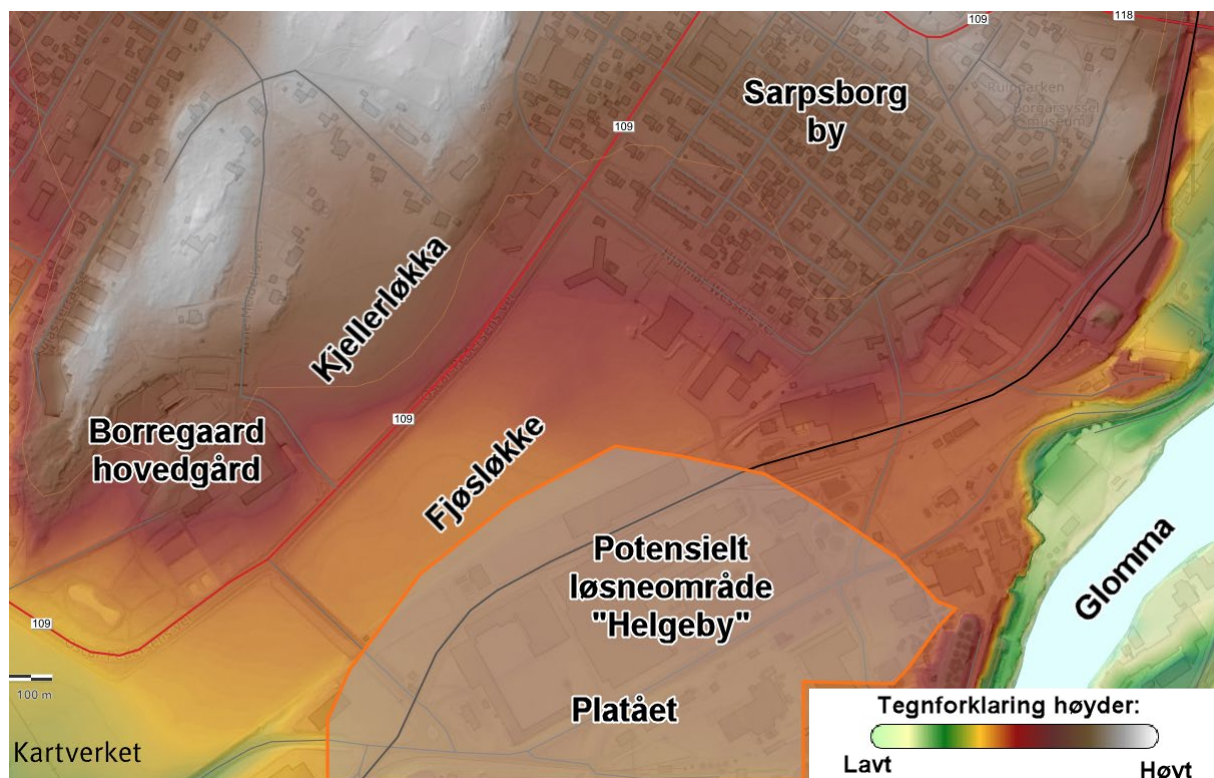 109
118
Sarpsborg
by
109
Kjellerløkka
109
Borregaard
hovedgård
Fjøsløkke
Potensielt
løsneområde
"Helgeby"
Glomma
109
100 m
Platået
Kartverket
Tegnforklaring høyder:
Lavt
Høyt